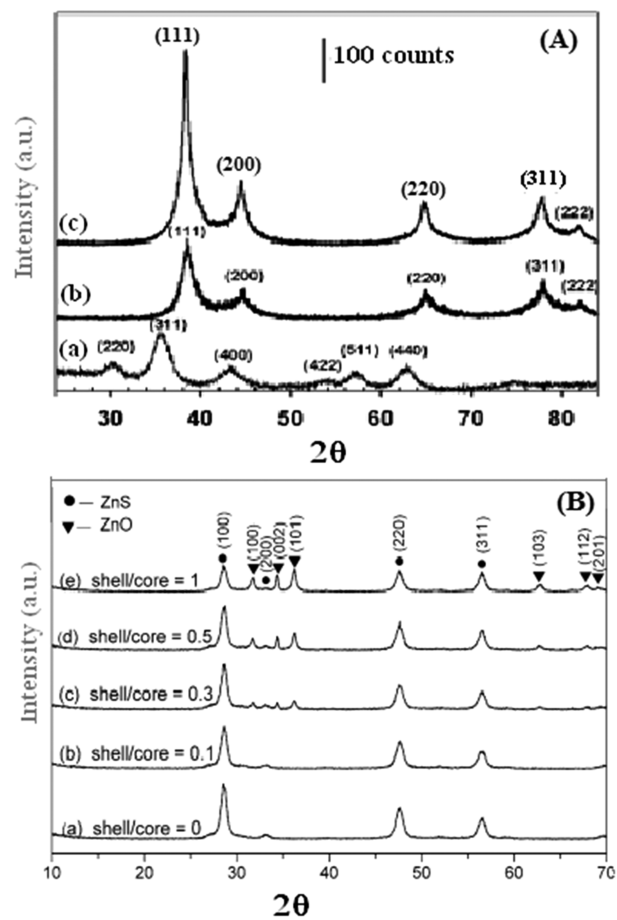 (A)
(111)
100 counts
(200)
(220)
(311)
(222)
(c)
(111)
(200)
(220)
(311)
(222)
(b)
(311)
(220)
(400)
(422)
(511)
(440)
(a)
Intensity (a.u.)
30 40 50 60 70 80
2θ
(B)
ZnS
ZnO
(100)
(100)
(200)
(002)
(101)
(220)
(311)
(103)
(112)
(201)
(e) shell/core = 1
(d) shell/core = 0.5
(c) shell/core = 0.3
(b) shell/core = 0.1
(a) shell/core = 0
Intensity (a.u.)
10 20 30 40 50 60 70
2θ